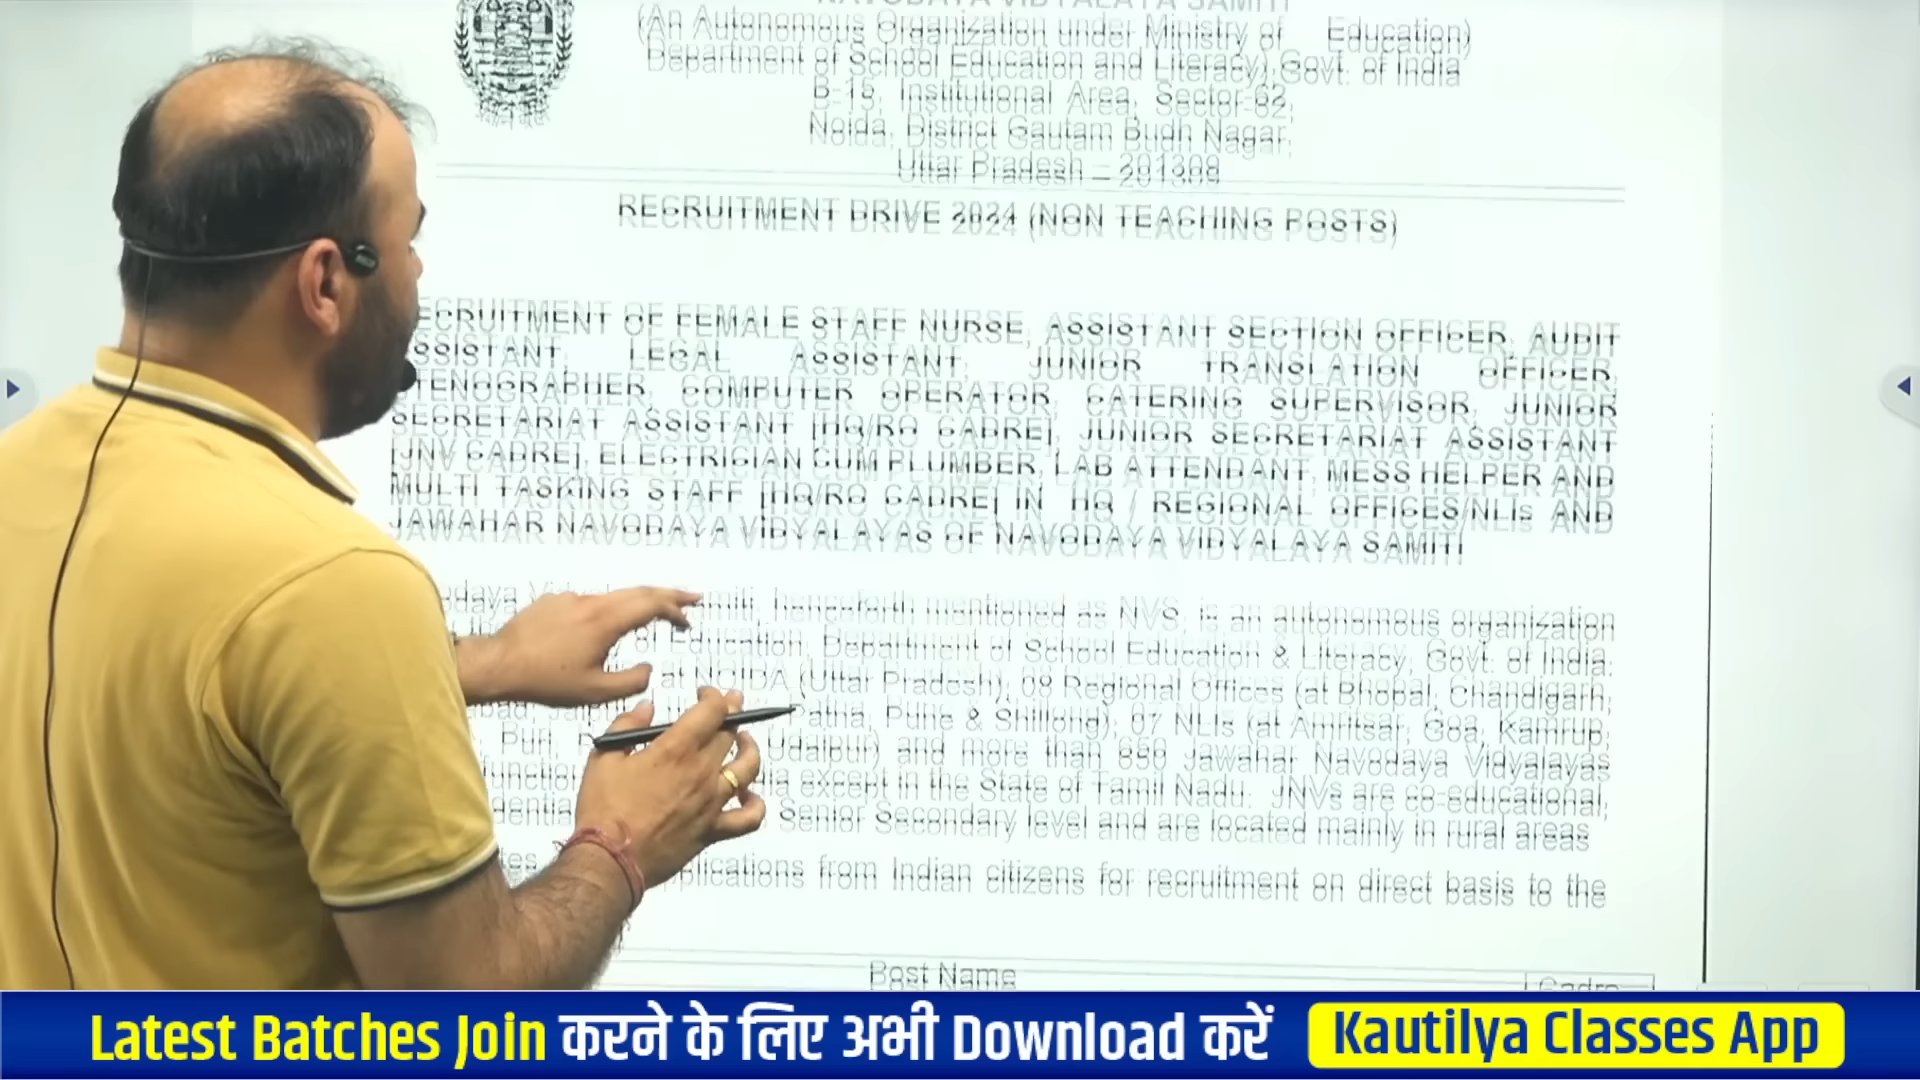 NAVODAYA VIDYALAYA SAMITI
(An Autonomous Organization under Ministry of Education)
Department of School Education and Literacy) Govt. of India
B-15, Institutional Area, Sector-62,
Noida, District Gautam Budh Nagar,
Uttar Pradesh – 201309
RECRUITMENT DRIVE 2024 (NON TEACHING POSTS)
ECRUITMENT OF FEMALE STAFF NURSE, ASSISTANT SECTION OFFICER, AUDIT
SSISTANT, LEGAL ASSISTANT, JUNIOR TRANSLATION OFFICER,
TENOGRAPHER, COMPUTER OPERATOR, CATERING SUPERVISOR, JUNIOR
SECRETARIAT ASSISTANT [HQ/RO CADRE], JUNIOR SECRETARIAT ASSISTANT
[JNV CADRE], ELECTRICIAN CUM PLUMBER, LAB ATTENDANT, MESS HELPER AND
MULTI TASKING STAFF [HQ/RO CADRE] IN HQ / REGIONAL OFFICES/NLIs AND
JAWAHAR NAVODAYA VIDYALAYAS OF NAVODAYA VIDYALAYA SAMITI
henceforth mentioned as NVS, is an autonomous organization
of Education, Department of School Education & Literacy, Govt. of India.
at NOIDA (Uttar Pradesh), 08 Regional Offices (at Bhopal, Chandigarh,
Patna, Pune & Shillong), 07 NLIs (at Amritsar, Goa, Kamrup,
Puri, Udaipur) and more than 650 Jawahar Navodaya Vidyalayas
except in the State of Tamil Nadu. JNVs are co-educational,
Senior Secondary level and are located mainly in rural areas
plications from Indian citizens for recruitment on direct basis to the
Post Name Cadre
Latest Batches Join करने के लिए अभी Download करें Kautilya Classes App